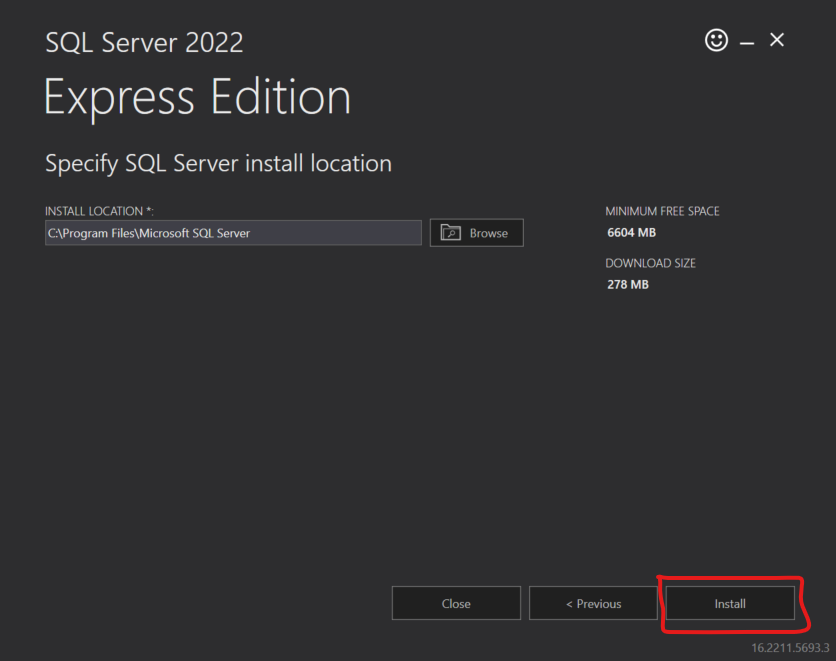 SQL Server 2022
Express Edition
Specify SQL Server install location
INSTALL LOCATION *:
C:\Program Files\Microsoft SQL Server
Browse
MINIMUM FREE SPACE
6604 MB
DOWNLOAD SIZE
278 MB
Close
< Previous
Install
16.2211.5693.3